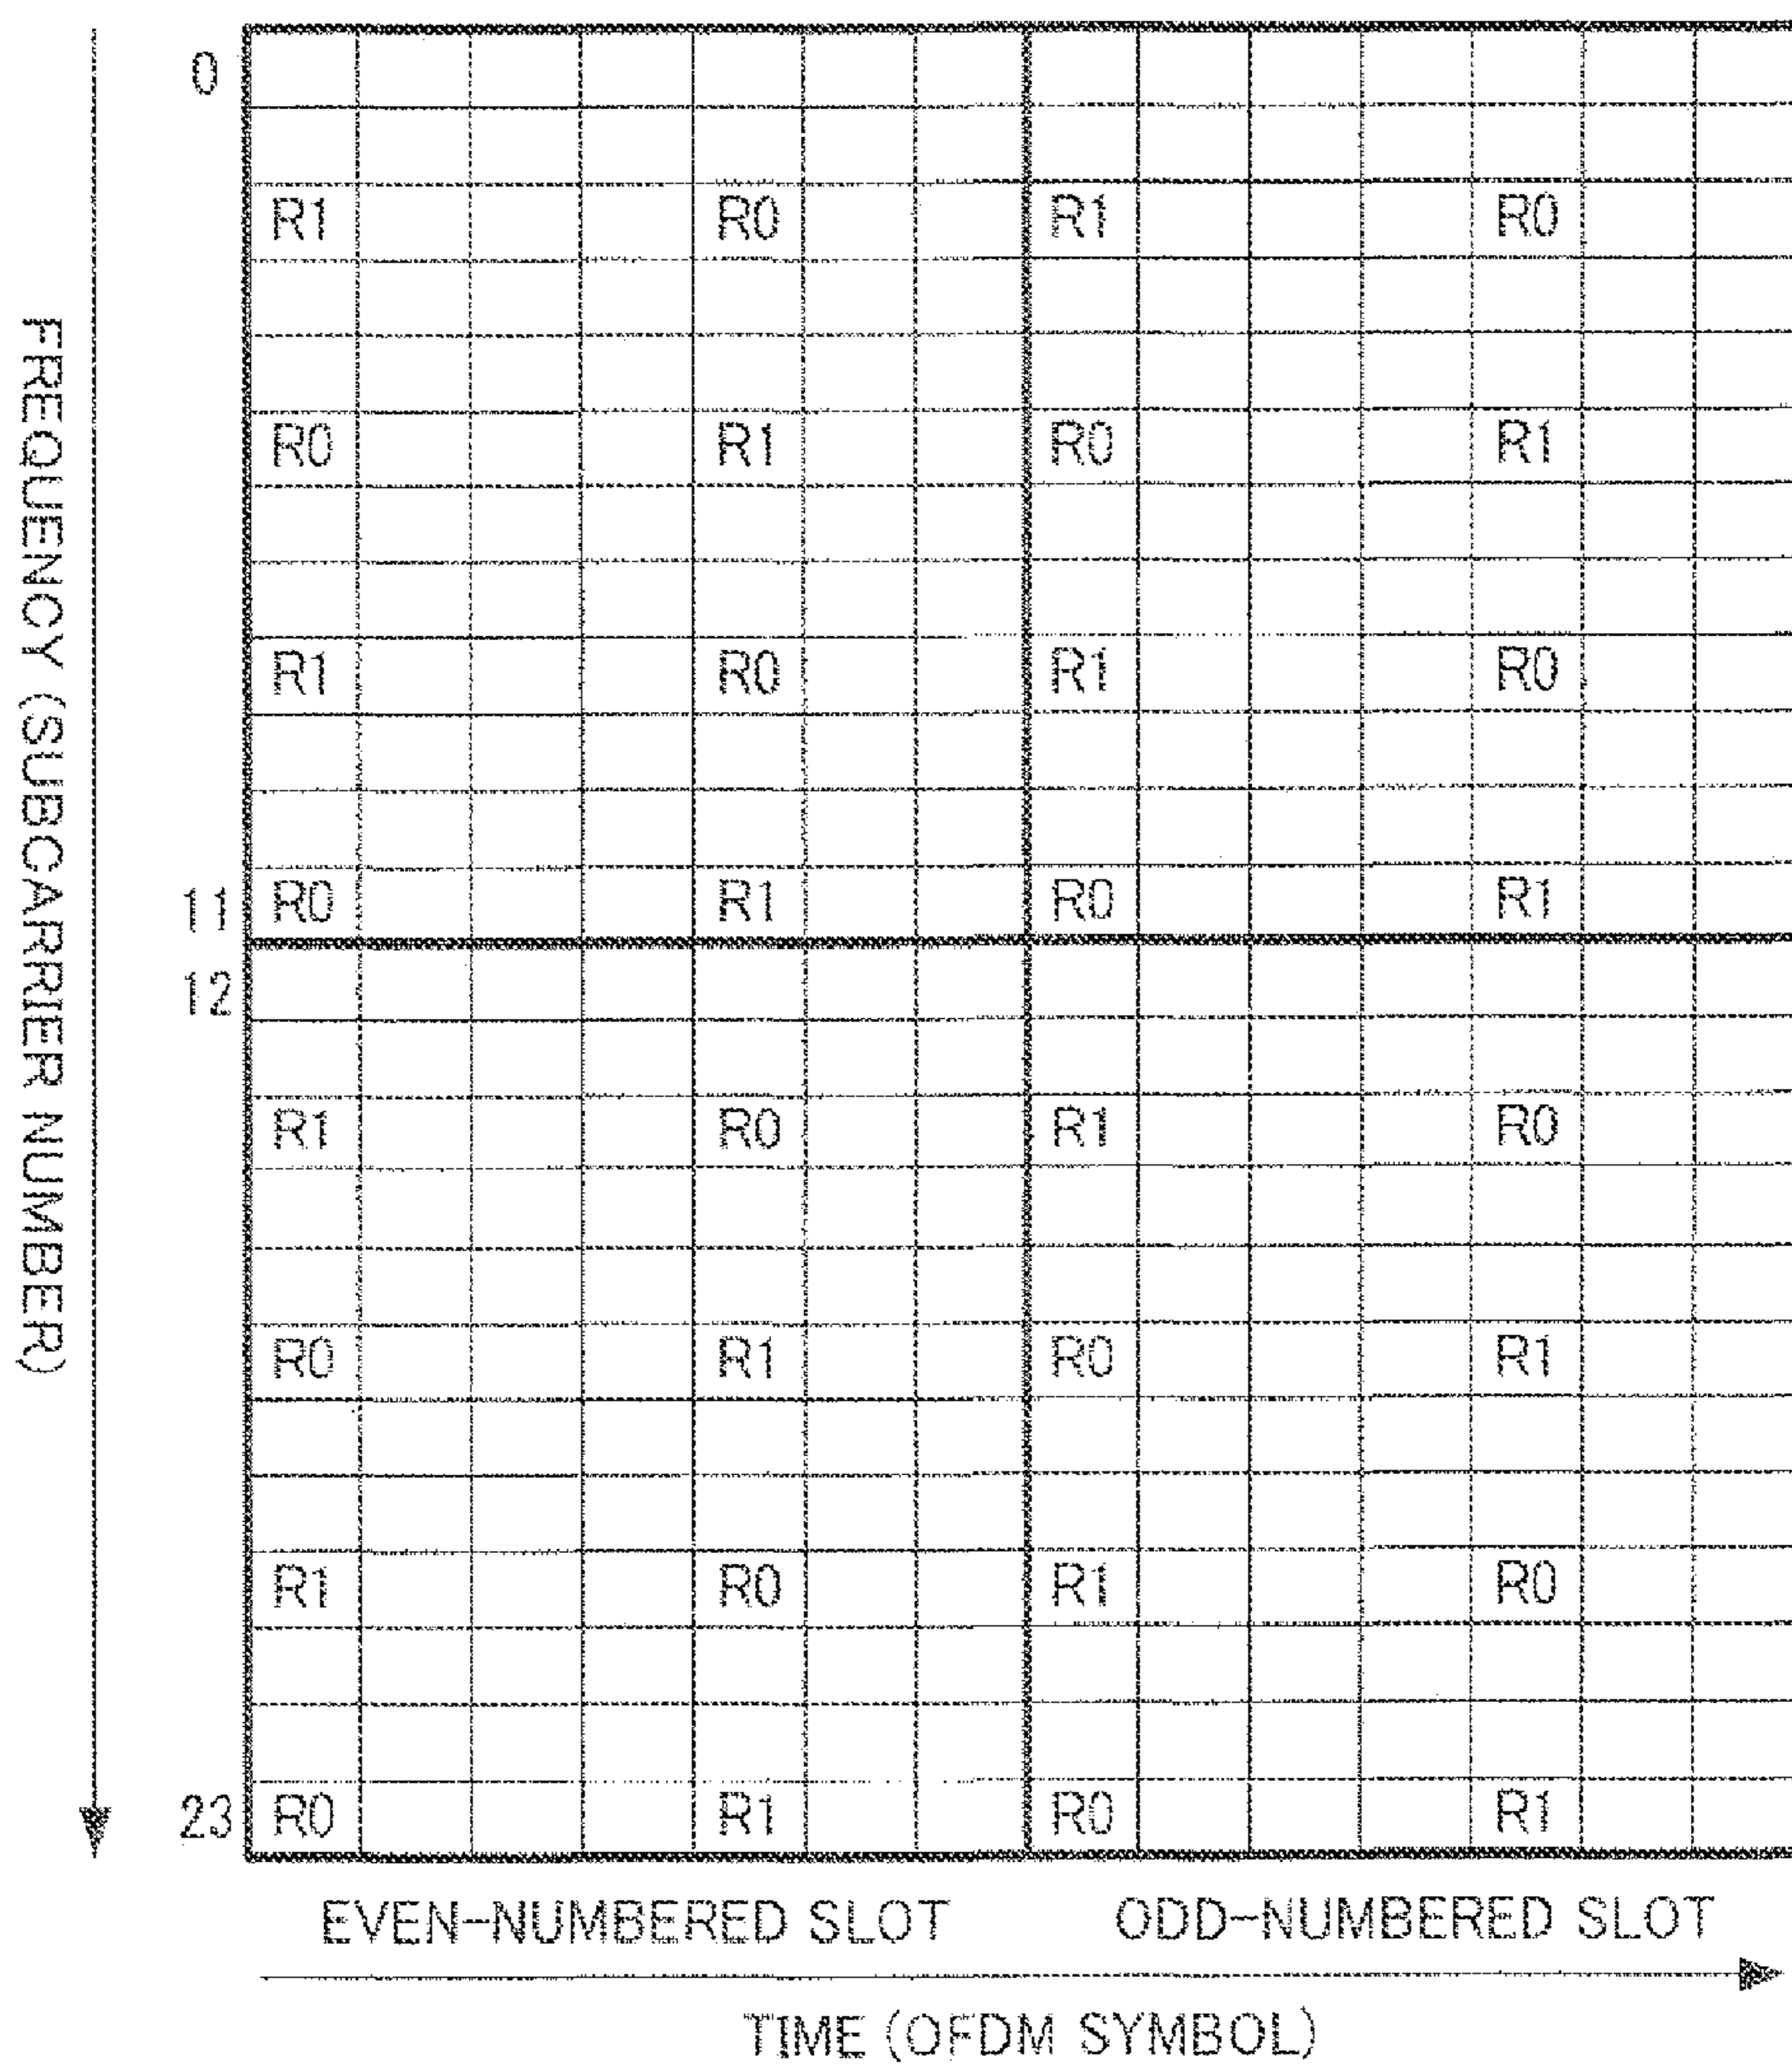 FREQUENCY (SUBCARRIER NUMBER)
0
R1 R0 R1 R0
R0 R1 R0 R1
R1 R0 R1 R0
11 R0 R1 R0 R1
12
R1 R0 R1 R0
R0 R1 R0 R1
R1 R0 R1 R0
23 R0 R1 R0 R1
EVEN-NUMBERED SLOT ODD-NUMBERED SLOT
TIME (OFDM SYMBOL)